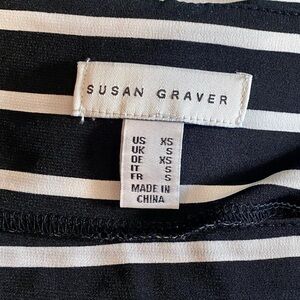 SUSAN GRAVER
US XS
UK S
DE XS
IT S
FR S
MADE IN
CHINA